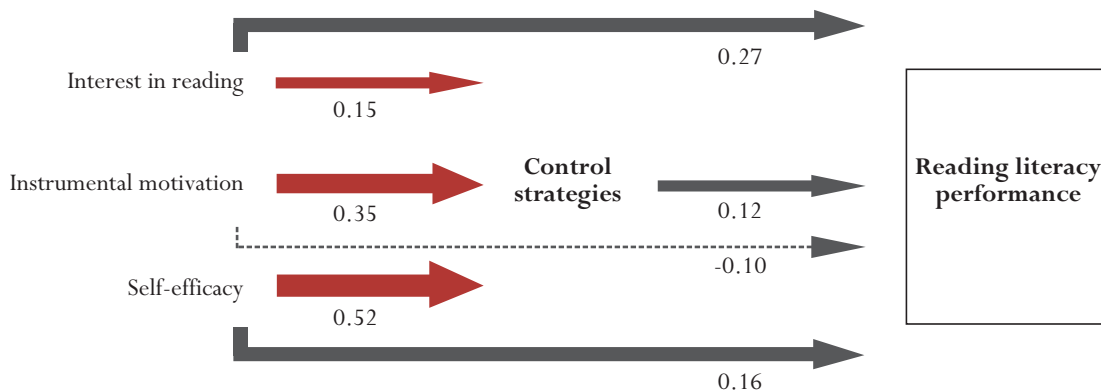 0.27
Interest in reading
0.15
Instrumental motivation
0.35
Control
strategies
0.12
Reading literacy
performance
-0.10
Self-efficacy
0.52
0.16